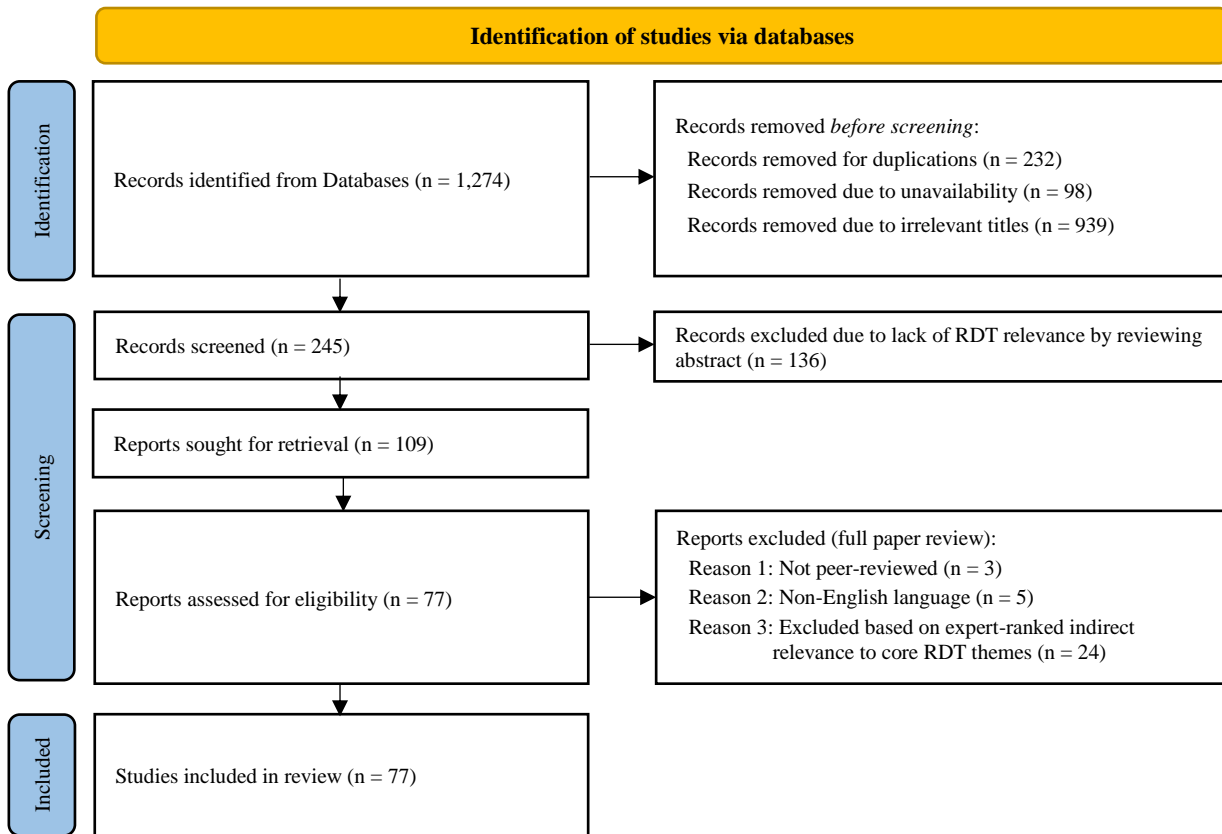 Identification of studies via databases
Identification
Records identified from Databases (n = 1,274)
Records removed before screening:
Records removed for duplications (n = 232)
Records removed due to unavailability (n = 98)
Records removed due to irrelevant titles (n = 939)
Screening
Records screened (n = 245)
Records excluded due to lack of RDT relevance by reviewing
abstract (n = 136)
Reports sought for retrieval (n = 109)
Reports assessed for eligibility (n = 77)
Reports excluded (full paper review):
Reason 1: Not peer-reviewed (n = 3)
Reason 2: Non-English language (n = 5)
Reason 3: Excluded based on expert-ranked indirect
relevance to core RDT themes (n = 24)
Included
Studies included in review (n = 77)